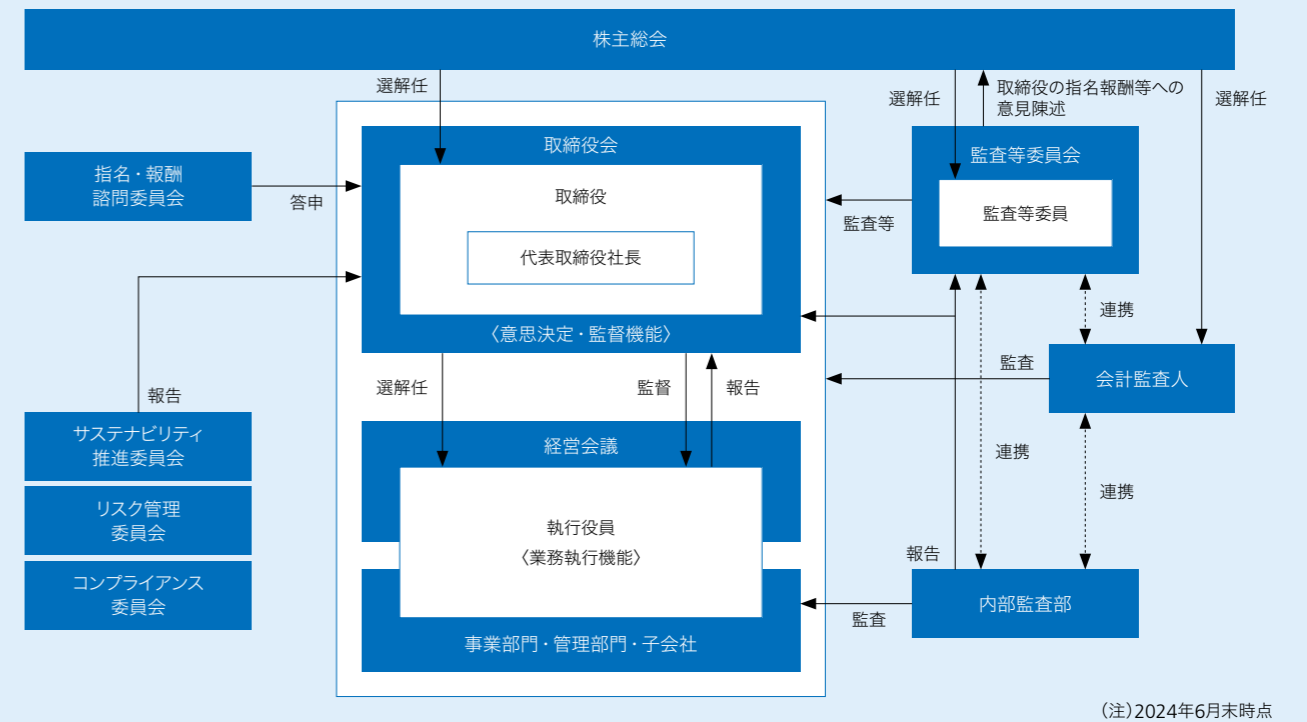 株主総会
選解任
選解任
取締役の指名報酬等への
意見陳述
選解任
取締役会
監査等委員会
指名・報酬
諮問委員会
答申
取締役
代表取締役社長
監査等
監査等委員
〈意思決定・監督機能〉
連携
報告
選解任
監督
報告
監査
会計監査人
サステナビリティ
推進委員会
経営会議
連携
連携
リスク管理
委員会
執行役員
〈業務執行機能〉
報告
コンプライアンス
委員会
監査
内部監査部
事業部門・管理部門・子会社
(注)2024年6月末時点